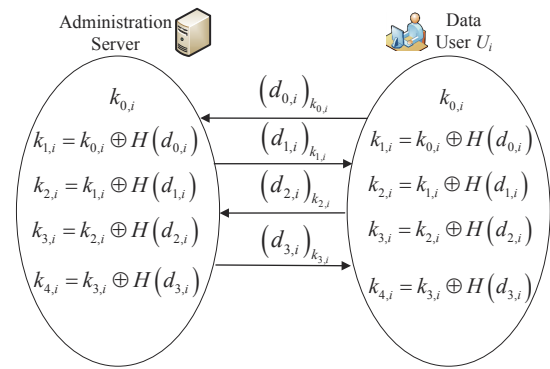 Administration
Server
Data
User U_i
k_{0,i}
k_{1,i} = k_{0,i} ⊕ H(d_{0,i})
k_{2,i} = k_{1,i} ⊕ H(d_{1,i})
k_{3,i} = k_{2,i} ⊕ H(d_{2,i})
k_{4,i} = k_{3,i} ⊕ H(d_{3,i})
(d_{0,i})_{k_{0,i}}
(d_{1,i})_{k_{1,i}}
(d_{2,i})_{k_{2,i}}
(d_{3,i})_{k_{3,i}}
k_{0,i}
k_{1,i} = k_{0,i} ⊕ H(d_{0,i})
k_{2,i} = k_{1,i} ⊕ H(d_{1,i})
k_{3,i} = k_{2,i} ⊕ H(d_{2,i})
k_{4,i} = k_{3,i} ⊕ H(d_{3,i})